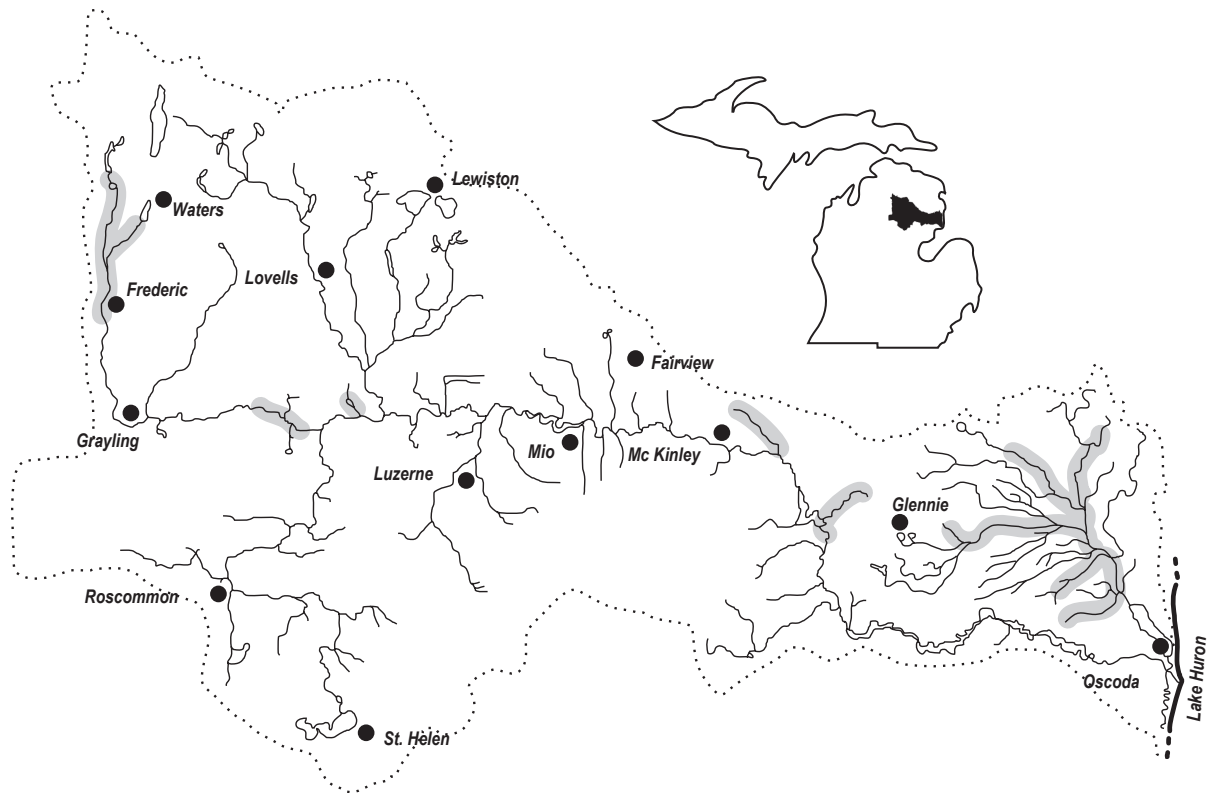 Lewiston
Waters
Lovells
Frederic
Fairview
Grayling
Mio
Mc Kinley
Luzerne
Glennie
Roscommon
Oscoda
Lake Huron
St. Helen